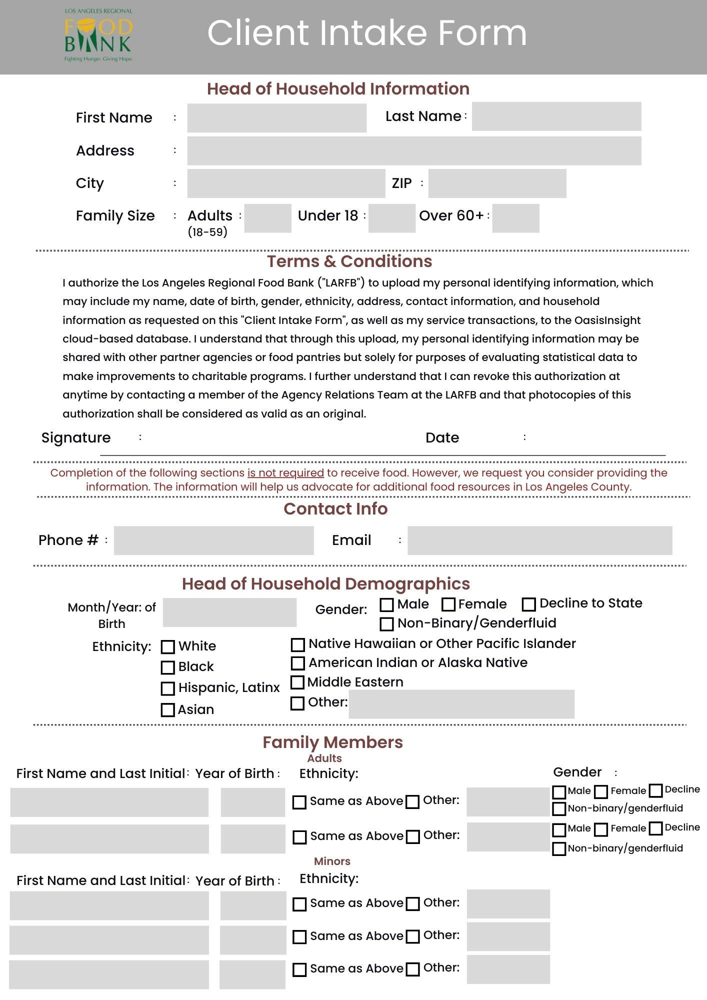 LOS ANGELES REGIONAL
FOOD
BANK
Fighting Hunger. Giving Hope.
Client Intake Form
Head of Household Information
First Name : Last Name :
Address :
City : ZIP :
Family Size : Adults : Under 18 : Over 60+ :
(18-59)
Terms & Conditions
I authorize the Los Angeles Regional Food Bank ("LARFB") to upload my personal identifying information, which
may include my name, date of birth, gender, ethnicity, address, contact information, and household
information as requested on this "Client Intake Form", as well as my service transactions, to the OasisInsight
cloud-based database. I understand that through this upload, my personal identifying information may be
shared with other partner agencies or food pantries but solely for purposes of evaluating statistical data to
make improvements to charitable programs. I further understand that I can revoke this authorization at
anytime by contacting a member of the Agency Relations Team at the LARFB and that photocopies of this
authorization shall be considered as valid as an original.
Signature : Date :
Completion of the following sections is not required to receive food. However, we request you consider providing the
information. The information will help us advocate for additional food resources in Los Angeles County.
Contact Info
Phone # : Email :
Head of Household Demographics
Month/Year: of
Birth
Gender: Male Female Decline to State
Non-Binary/Genderfluid
Ethnicity: White Native Hawaiian or Other Pacific Islander
Black American Indian or Alaska Native
Hispanic, Latinx Middle Eastern
Asian Other:
Family Members
Adults
First Name and Last Initial : Year of Birth : Ethnicity: Gender :
Same as Above Other: Male Female Decline
Non-binary/genderfluid
Same as Above Other: Male Female Decline
Non-binary/genderfluid
Minors
First Name and Last Initial : Year of Birth : Ethnicity:
Same as Above Other:
Same as Above Other:
Same as Above Other: